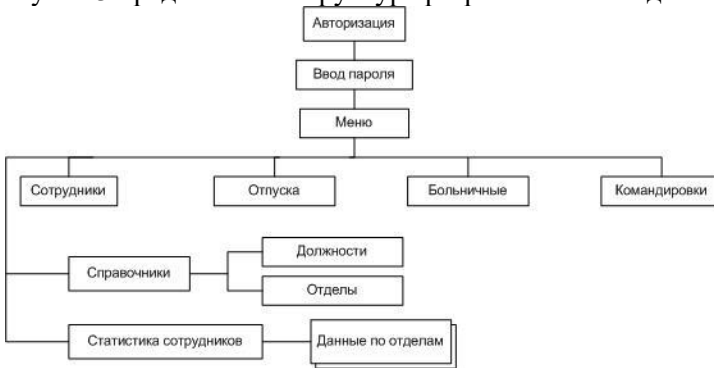 Авторизация
Ввод пароля
Меню
Сотрудники
Отпуска
Больничные
Командировки
Справочники
Должности
Отделы
Статистика сотрудников
Данные по отделам